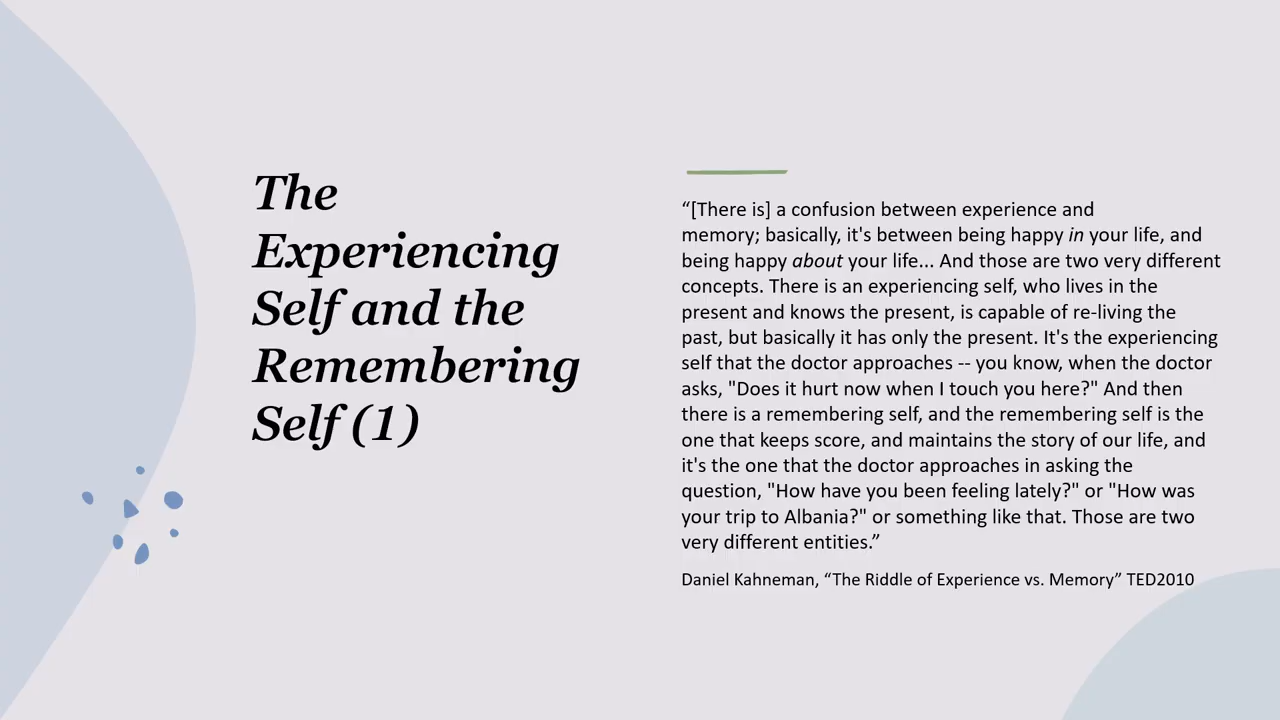 The
Experiencing
Self and the
Remembering
Self (1)
“[There is] a confusion between experience and
memory; basically, it's between being happy in your life, and
being happy about your life... And those are two very different
concepts. There is an experiencing self, who lives in the
present and knows the present, is capable of re-living the
past, but basically it has only the present. It's the experiencing
self that the doctor approaches -- you know, when the doctor
asks, "Does it hurt now when I touch you here?" And then
there is a remembering self, and the remembering self is the
one that keeps score, and maintains the story of our life, and
it's the one that the doctor approaches in asking the
question, "How have you been feeling lately?" or "How was
your trip to Albania?" or something like that. Those are two
very different entities.”
Daniel Kahneman, “The Riddle of Experience vs. Memory” TED2010